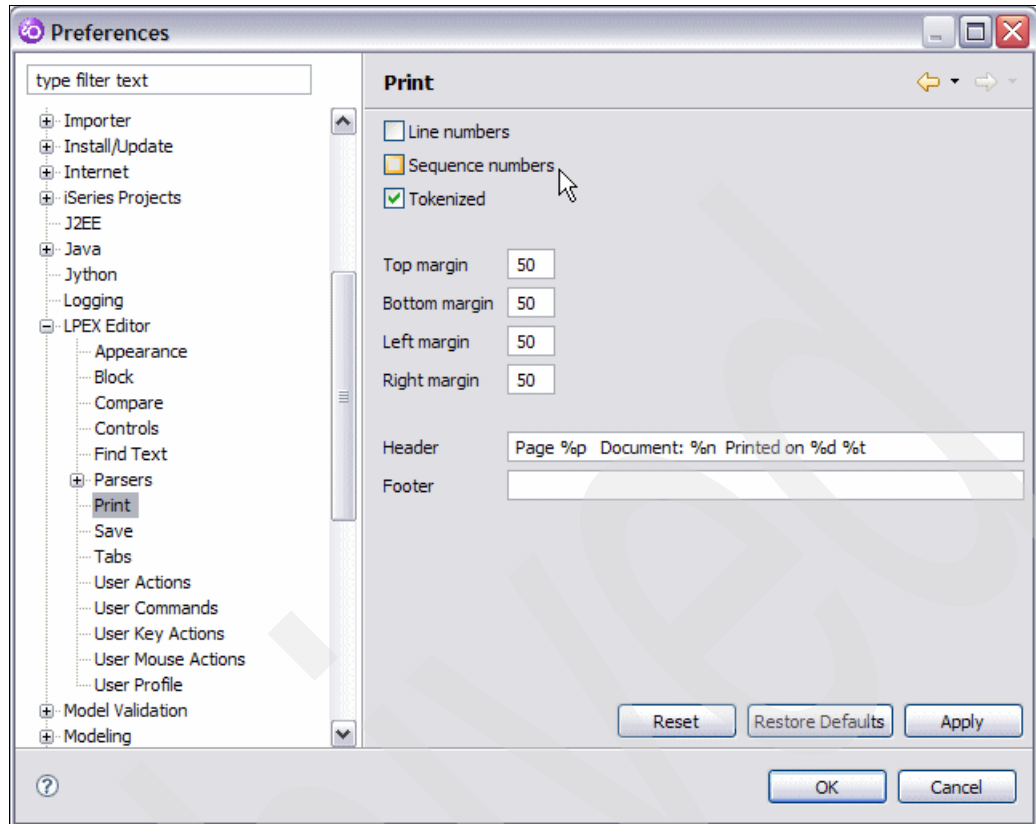 Preferences
type filter text
Importer
Install/Update
Internet
iSeries Projects
J2EE
Java
Jython
Logging
LPEX Editor
Appearance
Block
Compare
Controls
Find Text
Parsers
Print
Save
Tabs
User Actions
User Commands
User Key Actions
User Mouse Actions
User Profile
Model Validation
Modeling
Print
Line numbers
Sequence numbers
Tokenized
Top margin 50
Bottom margin 50
Left margin 50
Right margin 50
Header Page %p Document: %n Printed on %d %t
Footer
Reset Restore Defaults Apply
? OK Cancel